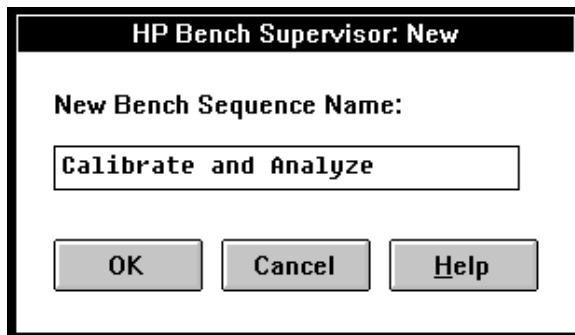 HP Bench Supervisor: New
New Bench Sequence Name:
Calibrate and Analyze
OK Cancel Help